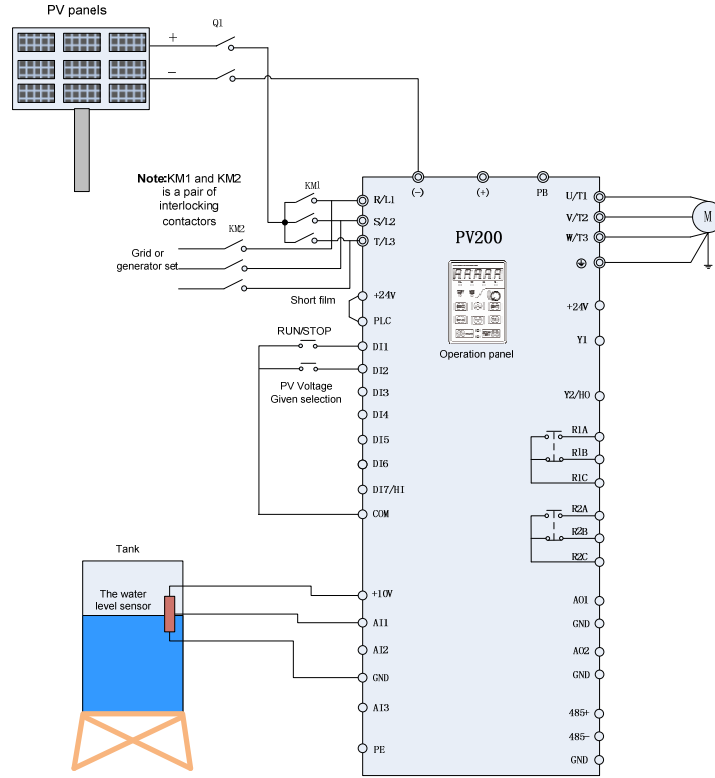 PV panels
Q1
+
−
Note:KM1 and KM2
is a pair of
interlocking
contactors
KM1
KM2
Grid or
generator set
(-)
(+)
PB
R/L1
S/L2
T/L3
PV200
U/T1
V/T2
W/T3
M
Short film
+24V
PLC
Operation panel
+24V
Y1
RUN/STOP
DI1
DI2
PV Voltage
Given selection
DI3
DI4
DI5
DI6
DI7/HI
COM
Y2/HO
R1A
R1B
R1C
R2A
R2B
R2C
Tank
The water
level sensor
+10V
AI1
AI2
GND
AI3
PE
AO1
GND
AO2
GND
485+
485-
GND